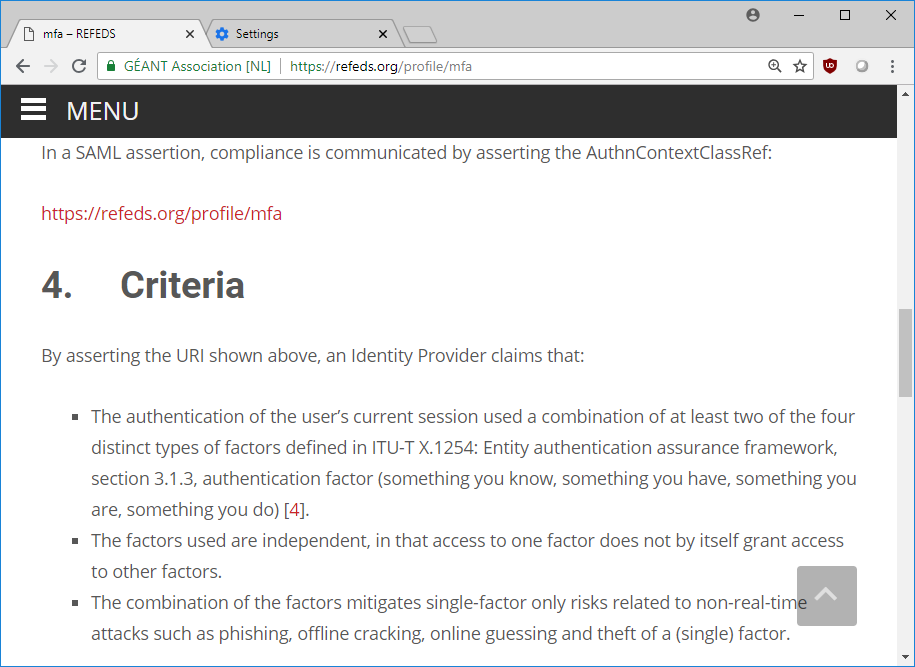 mfa – REFEDS
Settings
GÉANT Association [NL]
https://refeds.org/profile/mfa
MENU
In a SAML assertion, compliance is communicated by asserting the AuthnContextClassRef:
https://refeds.org/profile/mfa
4. Criteria
By asserting the URI shown above, an Identity Provider claims that:
The authentication of the user’s current session used a combination of at least two of the four
distinct types of factors defined in ITU-T X.1254: Entity authentication assurance framework,
section 3.1.3, authentication factor (something you know, something you have, something you
are, something you do) [4].
The factors used are independent, in that access to one factor does not by itself grant access
to other factors.
The combination of the factors mitigates single-factor only risks related to non-real-time
attacks such as phishing, offline cracking, online guessing and theft of a (single) factor.